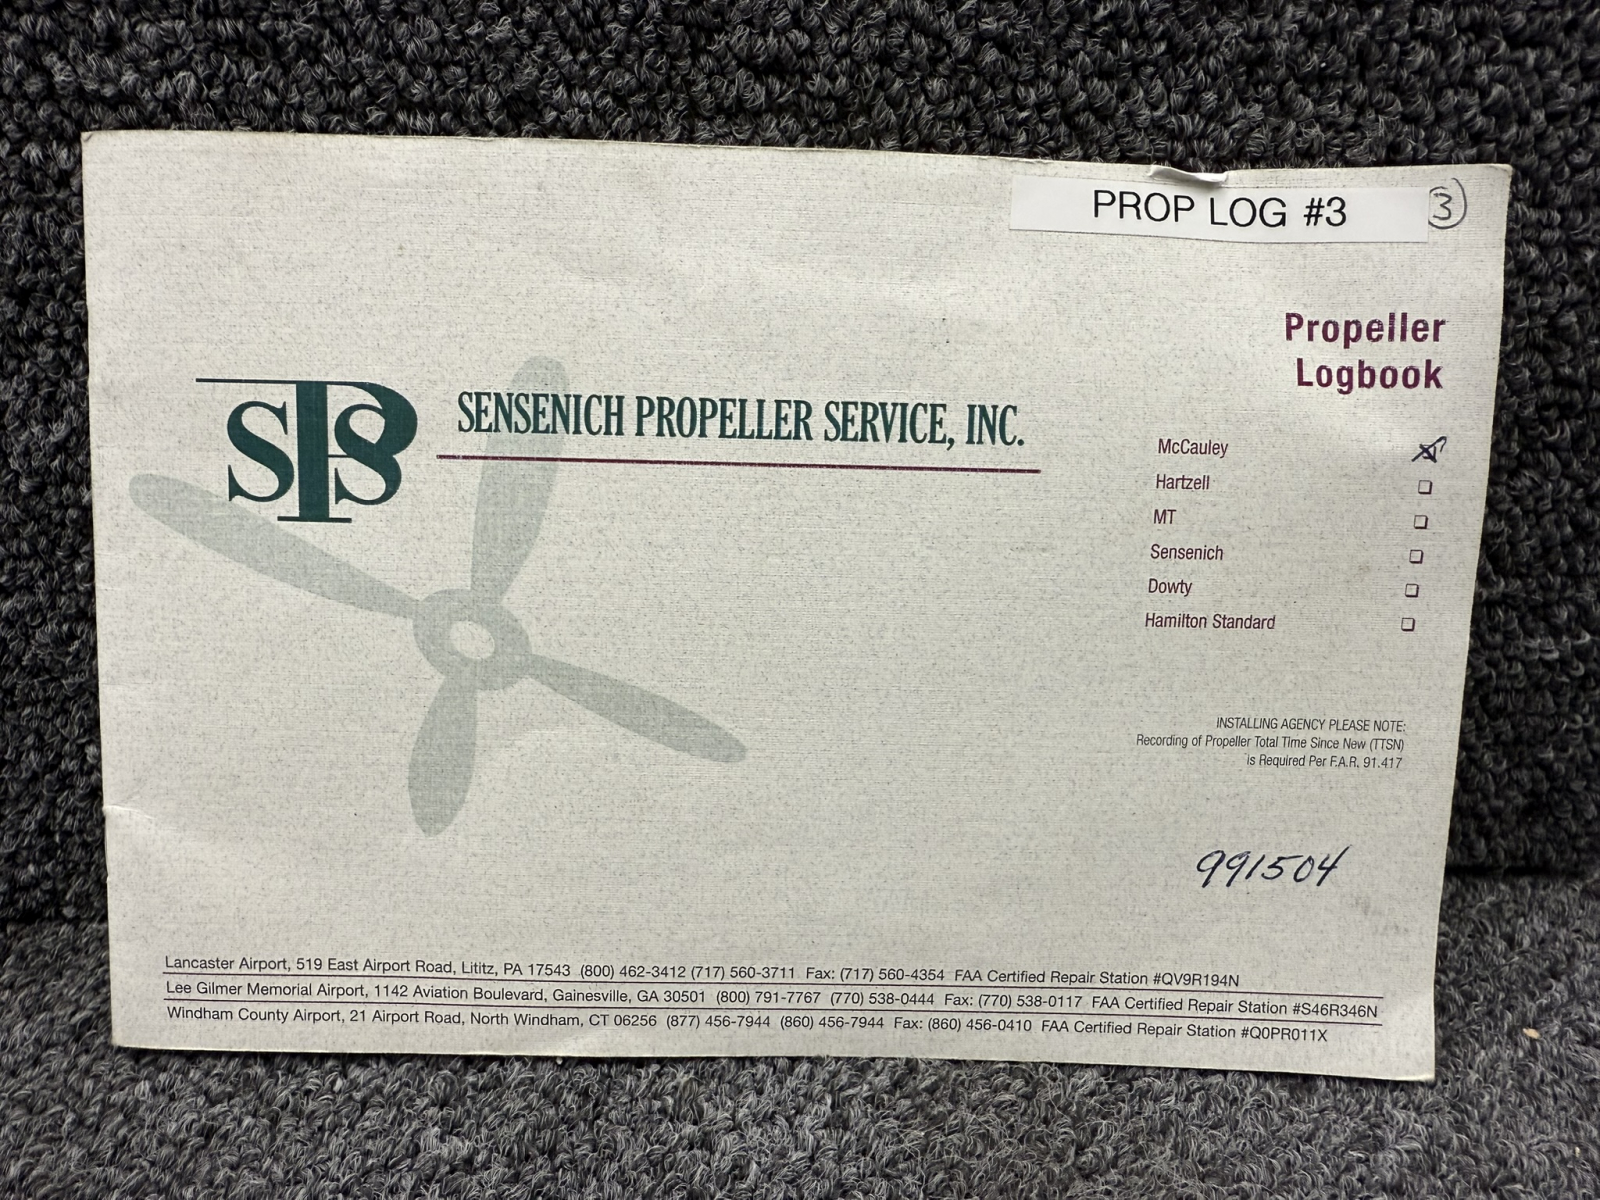 PROP LOG #3
3
Propeller
Logbook
SPS
SENSENICH PROPELLER SERVICE, INC.
McCauley
Hartzell
MT
Sensenich
Dowty
Hamilton Standard
INSTALLING AGENCY PLEASE NOTE:
Recording of Propeller Total Time Since New (TTSN)
is Required Per F.A.R. 91.417
991504
Lancaster Airport, 519 East Airport Road, Lititz, PA 17543 (800) 462-3412 (717) 560-3711 Fax: (717) 560-4354 FAA Certified Repair Station #QV9R194N
Lee Gilmer Memorial Airport, 1142 Aviation Boulevard, Gainesville, GA 30501 (800) 791-7767 (770) 538-0444 Fax: (770) 538-0117 FAA Certified Repair Station #S46R346N
Windham County Airport, 21 Airport Road, North Windham, CT 06256 (877) 456-7944 (860) 456-7944 Fax: (860) 456-0410 FAA Certified Repair Station #Q0PR011X